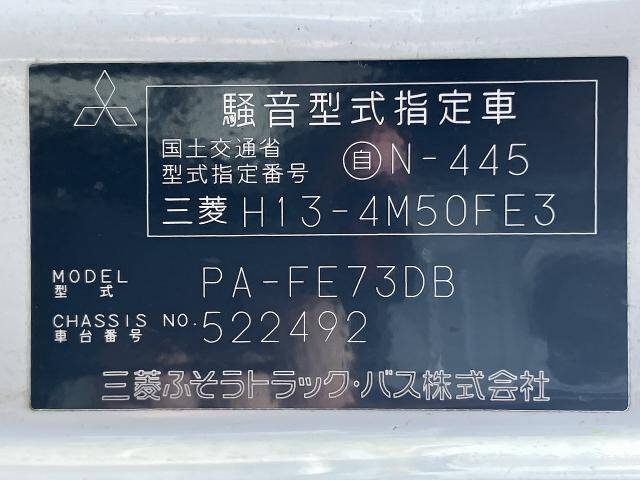 騒音型式指定車
国土交通省
型式指定番号 自N-445
三菱 H13-4M50FE3
MODEL PA-FE73DB
型式
CHASSIS NO. 522492
車台番号
三菱ふそうトラック・バス株式会社